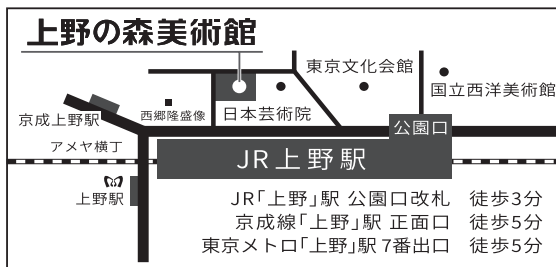 上野の森美術館
東京文化会館
国立西洋美術館
京成上野駅
西郷隆盛像
日本芸術院
公園口
アメヤ横丁
JR上野駅
上野駅
JR「上野」駅 公園口改札 徒歩3分
京成線「上野」駅 正面口 徒歩5分
東京メトロ「上野」駅 7番出口 徒歩5分